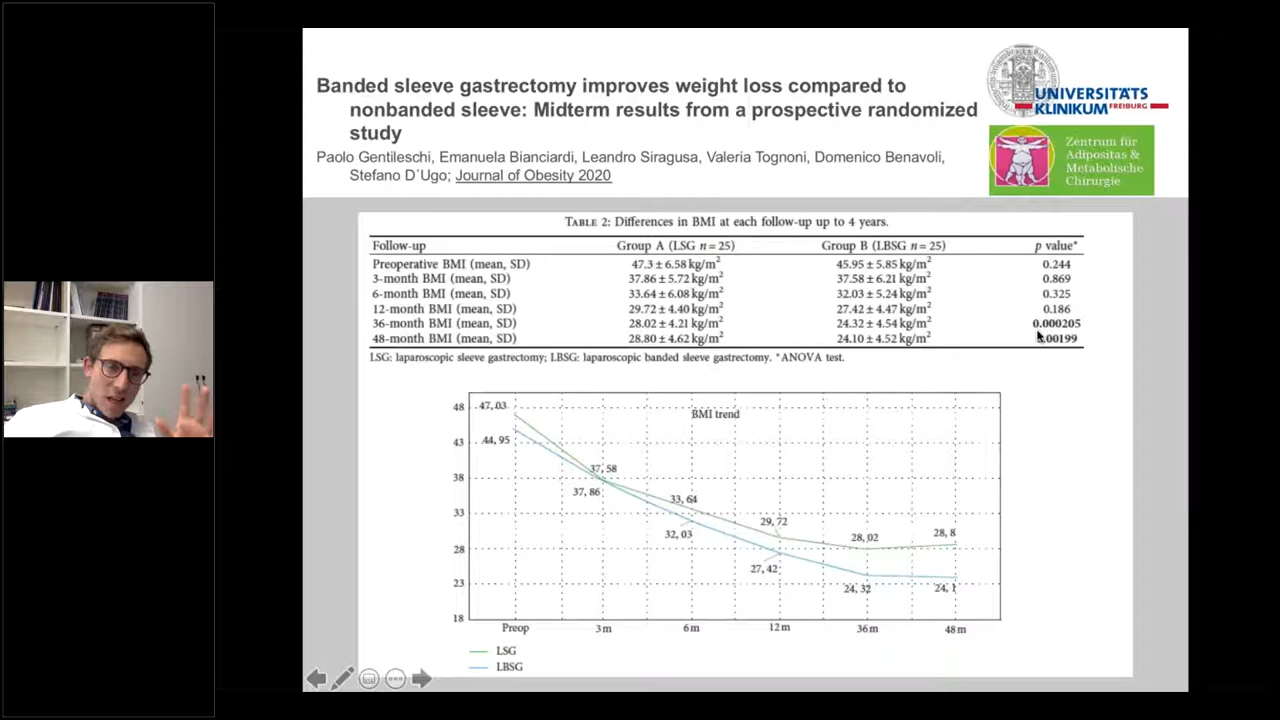 Banded sleeve gastrectomy improves weight loss compared to
nonbanded sleeve: Midterm results from a prospective randomized
study
Paolo Gentileschi, Emanuela Bianciardi, Leandro Siragusa, Valeria Tognoni, Domenico Benavoli,
Stefano D´Ugo; Journal of Obesity 2020
UNIVERSITÄTS
KLINIKUM FREIBURG
Zentrum für
Adipositas &
Metabolische
Chirurgie
TABLE 2: Differences in BMI at each follow-up up to 4 years.
Follow-up Group A (LSG n = 25) Group B (LBSG n = 25) p value*
Preoperative BMI (mean, SD) 47.3 ± 6.58 kg/m² 45.95 ± 5.85 kg/m² 0.244
3-month BMI (mean, SD) 37.86 ± 5.72 kg/m² 37.58 ± 6.21 kg/m² 0.869
6-month BMI (mean, SD) 33.64 ± 6.08 kg/m² 32.03 ± 5.24 kg/m² 0.325
12-month BMI (mean, SD) 29.72 ± 4.40 kg/m² 27.42 ± 4.47 kg/m² 0.186
36-month BMI (mean, SD) 28.02 ± 4.21 kg/m² 24.32 ± 4.54 kg/m² 0.000205
48-month BMI (mean, SD) 28.80 ± 4.62 kg/m² 24.10 ± 4.52 kg/m² 0.00199
LSG: laparoscopic sleeve gastrectomy; LBSG: laparoscopic banded sleeve gastrectomy. *ANOVA test.
BMI trend
48
43
38
33
28
23
18
47, 03
44, 95
37, 58
37, 86
33, 64
32, 03
29, 72
27, 42
28, 02
24, 32
28, 8
24, 1
Preop 3 m 6 m 12 m 36 m 48 m
LSG
LBSG